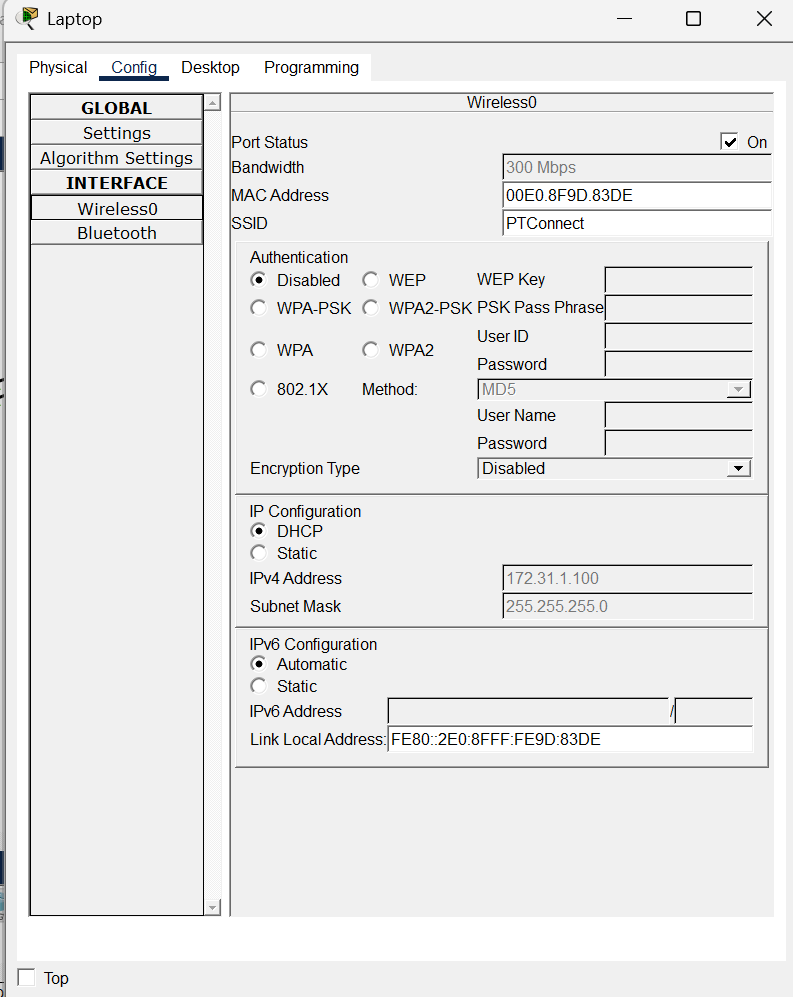 Laptop
Physical Config Desktop Programming
GLOBAL
Settings
Algorithm Settings
INTERFACE
Wireless0
Bluetooth
Wireless0
Port Status On
Bandwidth 300 Mbps
MAC Address 00E0.8F9D.83DE
SSID PTConnect
Authentication
Disabled WEP WEP Key
WPA-PSK WPA2-PSK PSK Pass Phrase
User ID
WPA WPA2
Password
802.1X Method: MD5
User Name
Password
Encryption Type Disabled
IP Configuration
DHCP
Static
IPv4 Address 172.31.1.100
Subnet Mask 255.255.255.0
IPv6 Configuration
Automatic
Static
IPv6 Address /
Link Local Address: FE80::2E0:8FFF:FE9D:83DE
Top